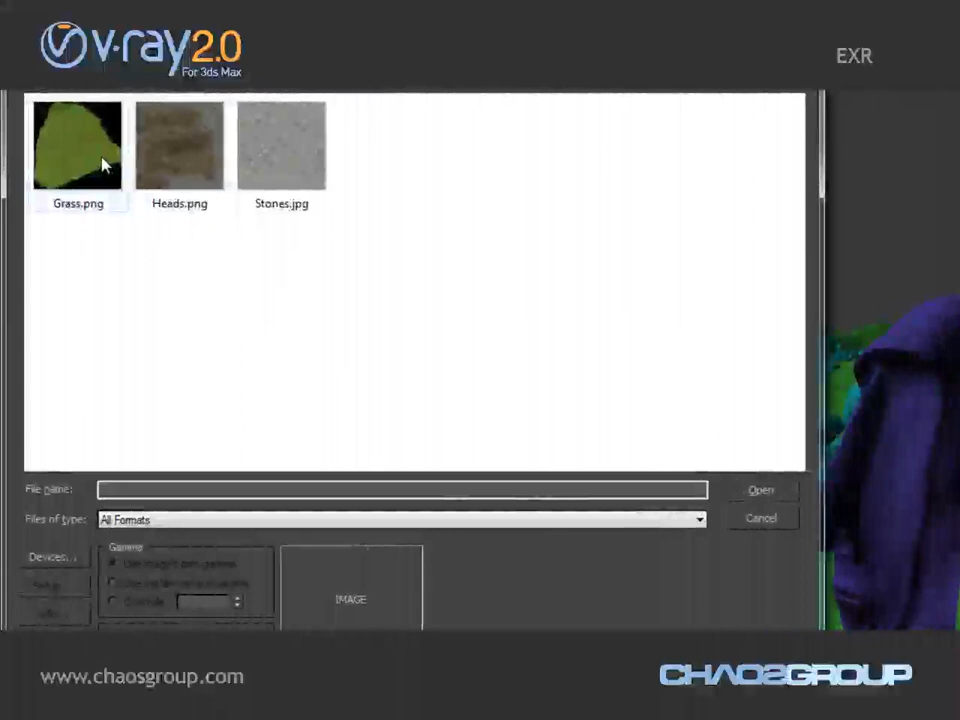 v·ray2.0
For 3ds Max
EXR
Grass.png
Heads.png
Stones.jpg
File name:
Open
Files of type:
All Formats
Cancel
Devices...
Gamma
Override
IMAGE
www.chaosgroup.com
CHAOSGROUP